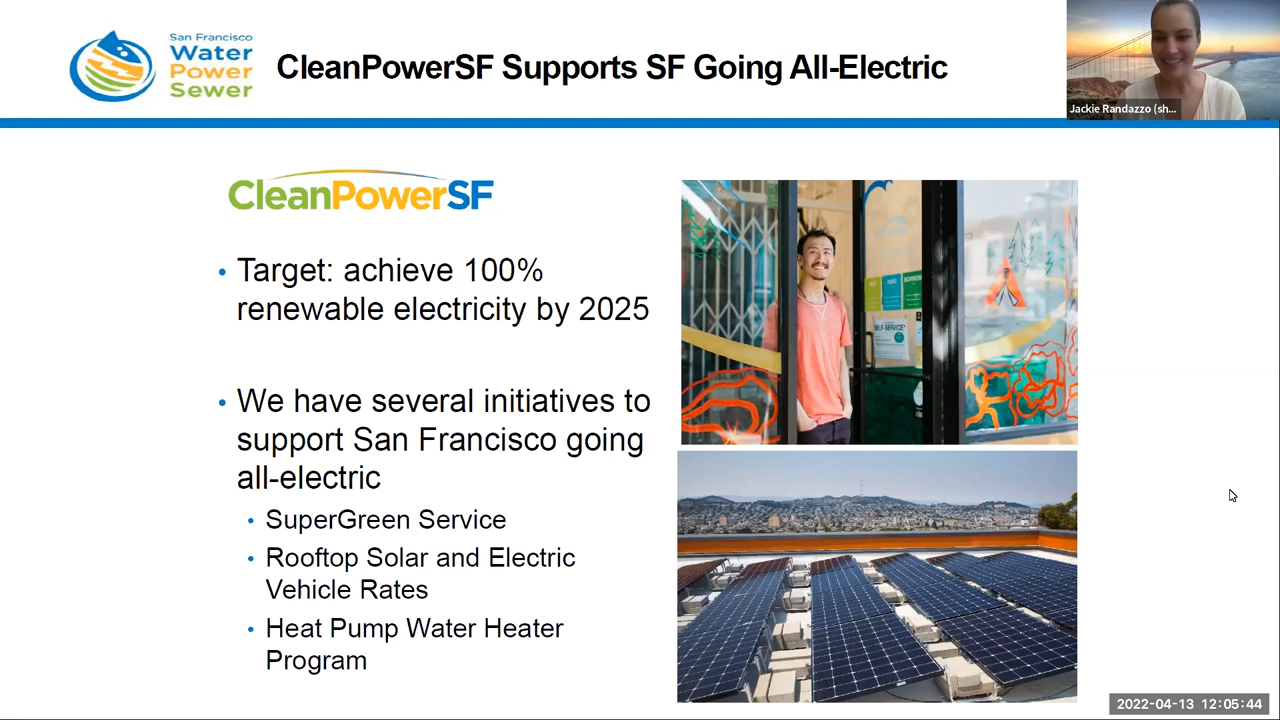 San Francisco
Water
Power
Sewer
CleanPowerSF Supports SF Going All-Electric
Jackie Randazzo (sh...
CleanPowerSF
• Target: achieve 100%
renewable electricity by 2025
• We have several initiatives to
support San Francisco going
all-electric
• SuperGreen Service
• Rooftop Solar and Electric
Vehicle Rates
• Heat Pump Water Heater
Program
SELF-SERVICE
2022-04-13 12:05:44